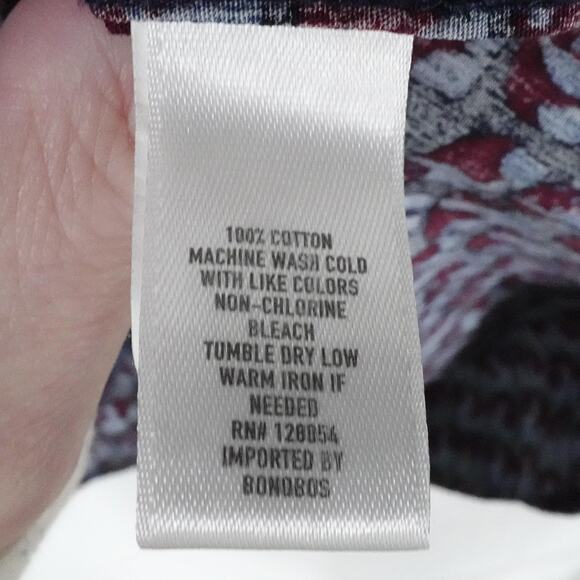 100% COTTON
MACHINE WASH COLD
WITH LIKE COLORS
NON-CHLORINE
BLEACH
TUMBLE DRY LOW
WARM IRON IF
NEEDED
RN# 128054
IMPORTED BY
BONOBOS